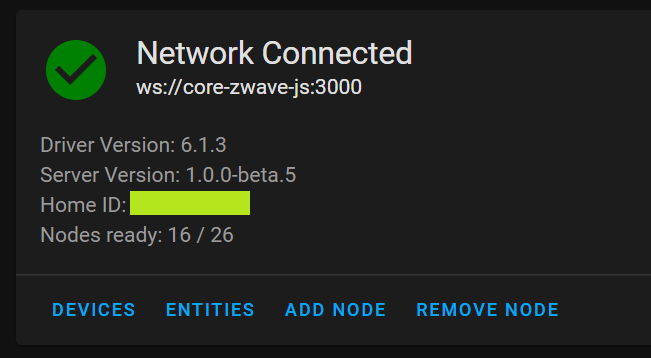 Network Connected
ws://core-zwave-js:3000
Driver Version: 6.1.3
Server Version: 1.0.0-beta.5
Home ID:
Nodes ready: 16 / 26
DEVICES ENTITIES ADD NODE REMOVE NODE